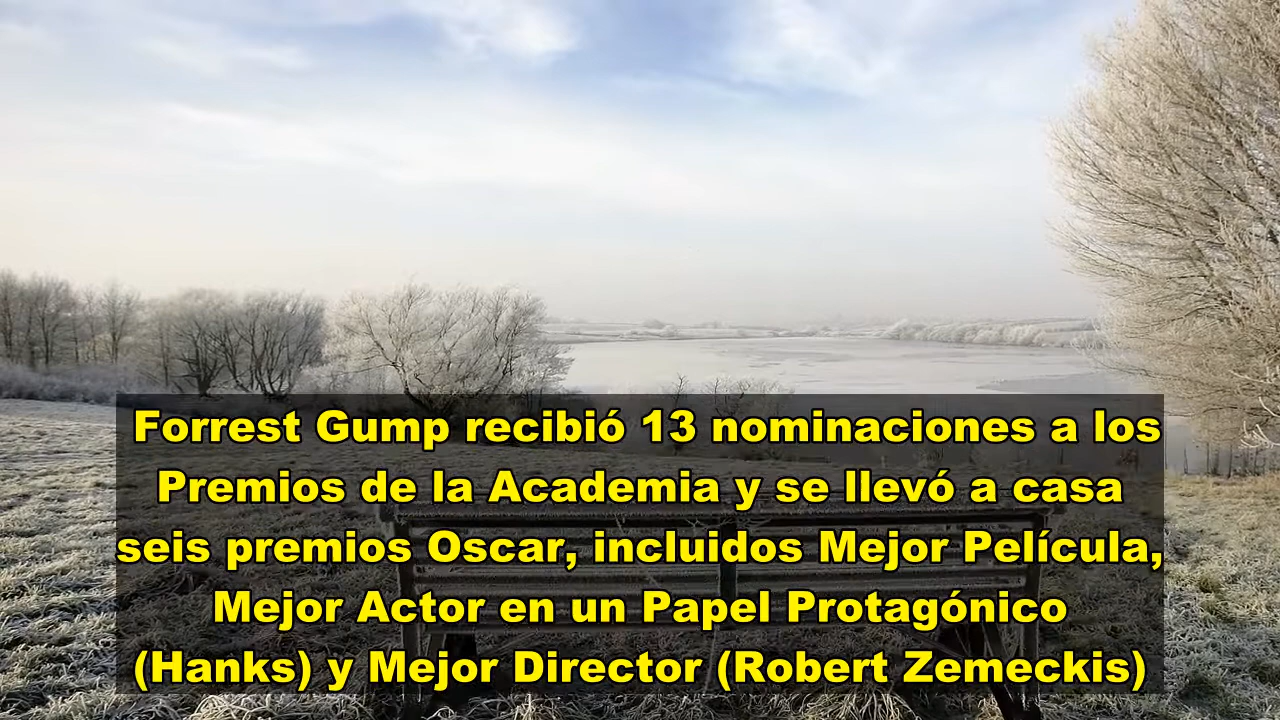 Forrest Gump recibió 13 nominaciones a los
Premios de la Academia y se llevó a casa
seis premios Oscar, incluidos Mejor Película,
Mejor Actor en un Papel Protagónico
(Hanks) y Mejor Director (Robert Zemeckis)